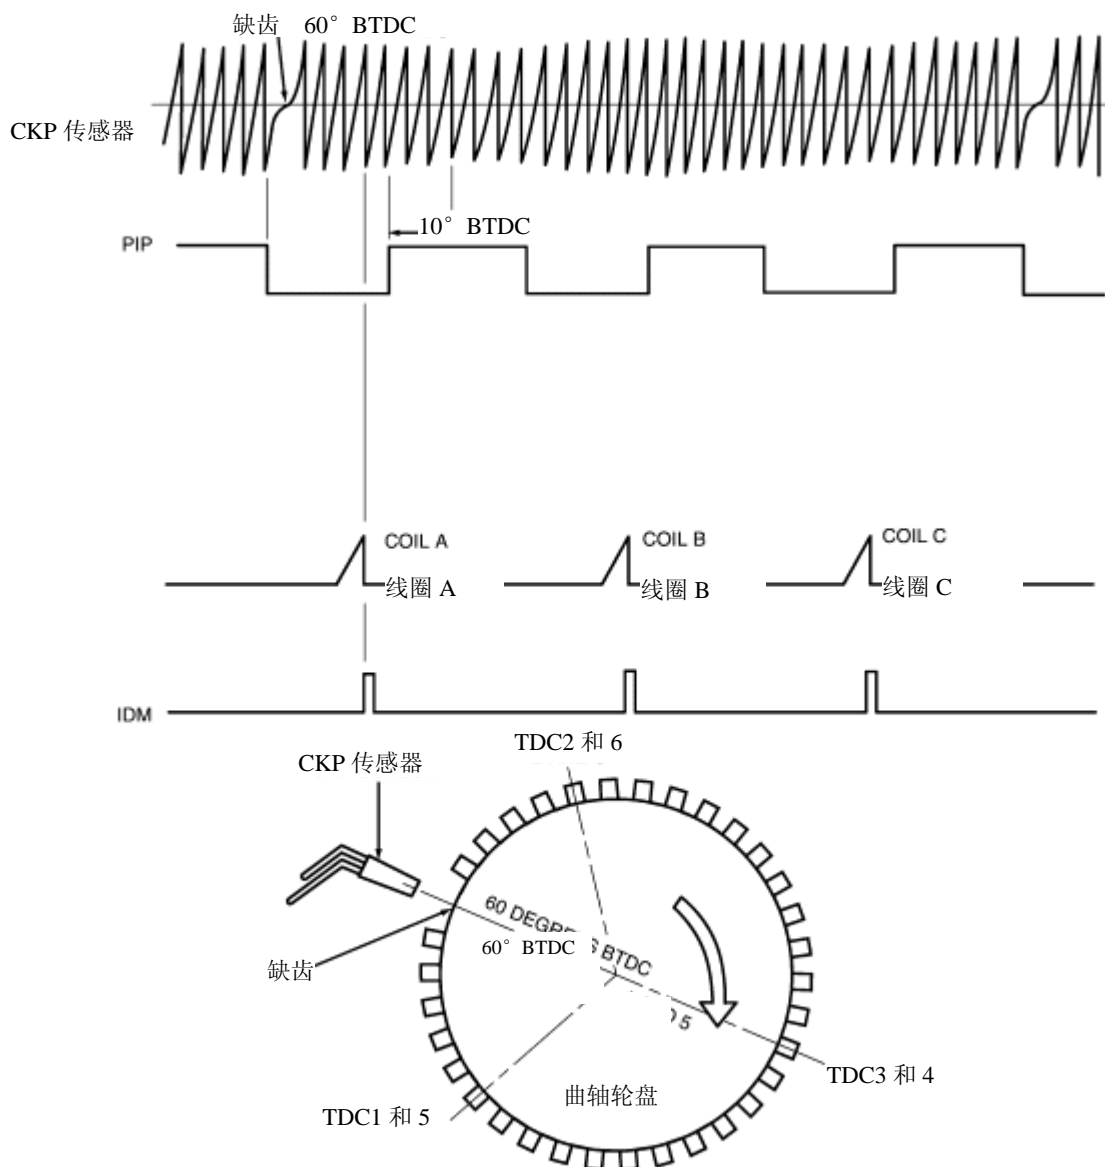 缺齿 60° BTDC
CKP 传感器
10° BTDC
PIP
COIL A
COIL B
COIL C
线圈 A
线圈 B
线圈 C
IDM
TDC2 和 6
CKP 传感器
60 DEGR S BTDC
60° BTDC
缺齿
5
TDC3 和 4
TDC1 和 5
曲轴轮盘